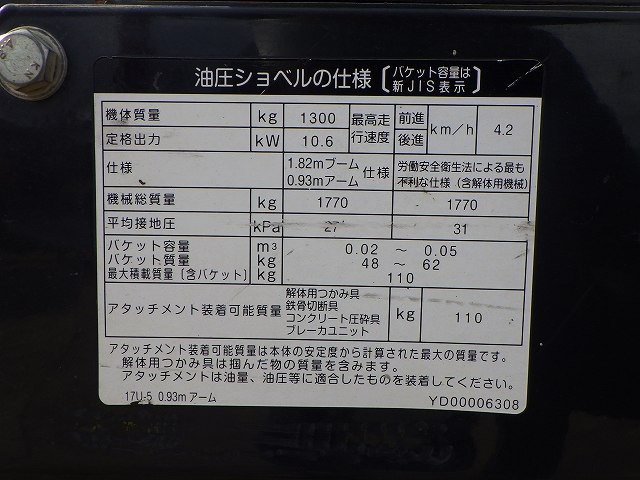 油圧ショベルの仕様〔バケット容量は新JIS表示〕
機体質量 kg 1300 最高走行速度 前進 後進 km/h 4.2
定格出力 kW 10.6
仕様 1.82mブーム 0.93mアーム 仕様 労働安全衛生法による最も不利な仕様(含解体用機械)
機械総質量 kg 1770 1770
平均接地圧 kPa 27 31
バケット容量 m³ 0.02 ～ 0.05
バケット質量 kg 48 ～ 62
最大積載質量(含バケット) kg 110
アタッチメント装着可能質量 解体用つかみ具 鉄骨切断具 コンクリート圧砕具 ブレーカユニット kg 110
アタッチメント装着可能質量は本体の安定度から計算された最大の質量です。
解体用つかみ具は掴んだ物の質量を含みます。
アタッチメントは油量、油圧等に適合したものを装着してください。
17U-5 0.93mアーム YD00006308